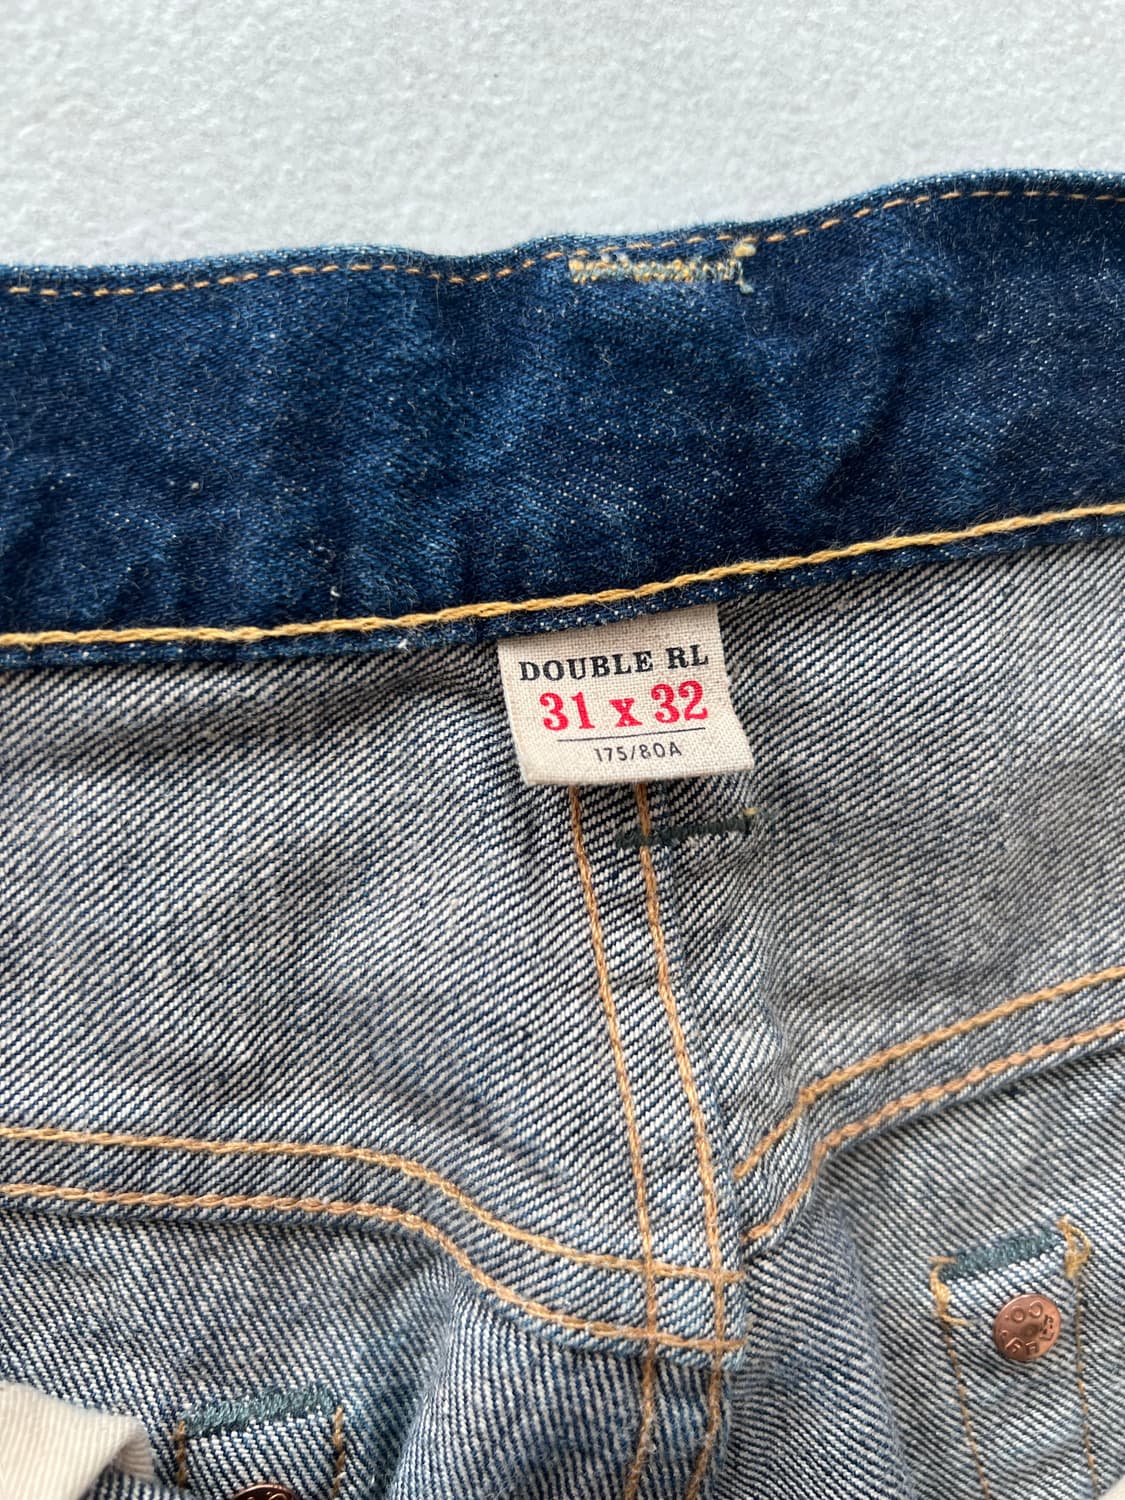 DOUBLE RL
31 x 32
175/80A